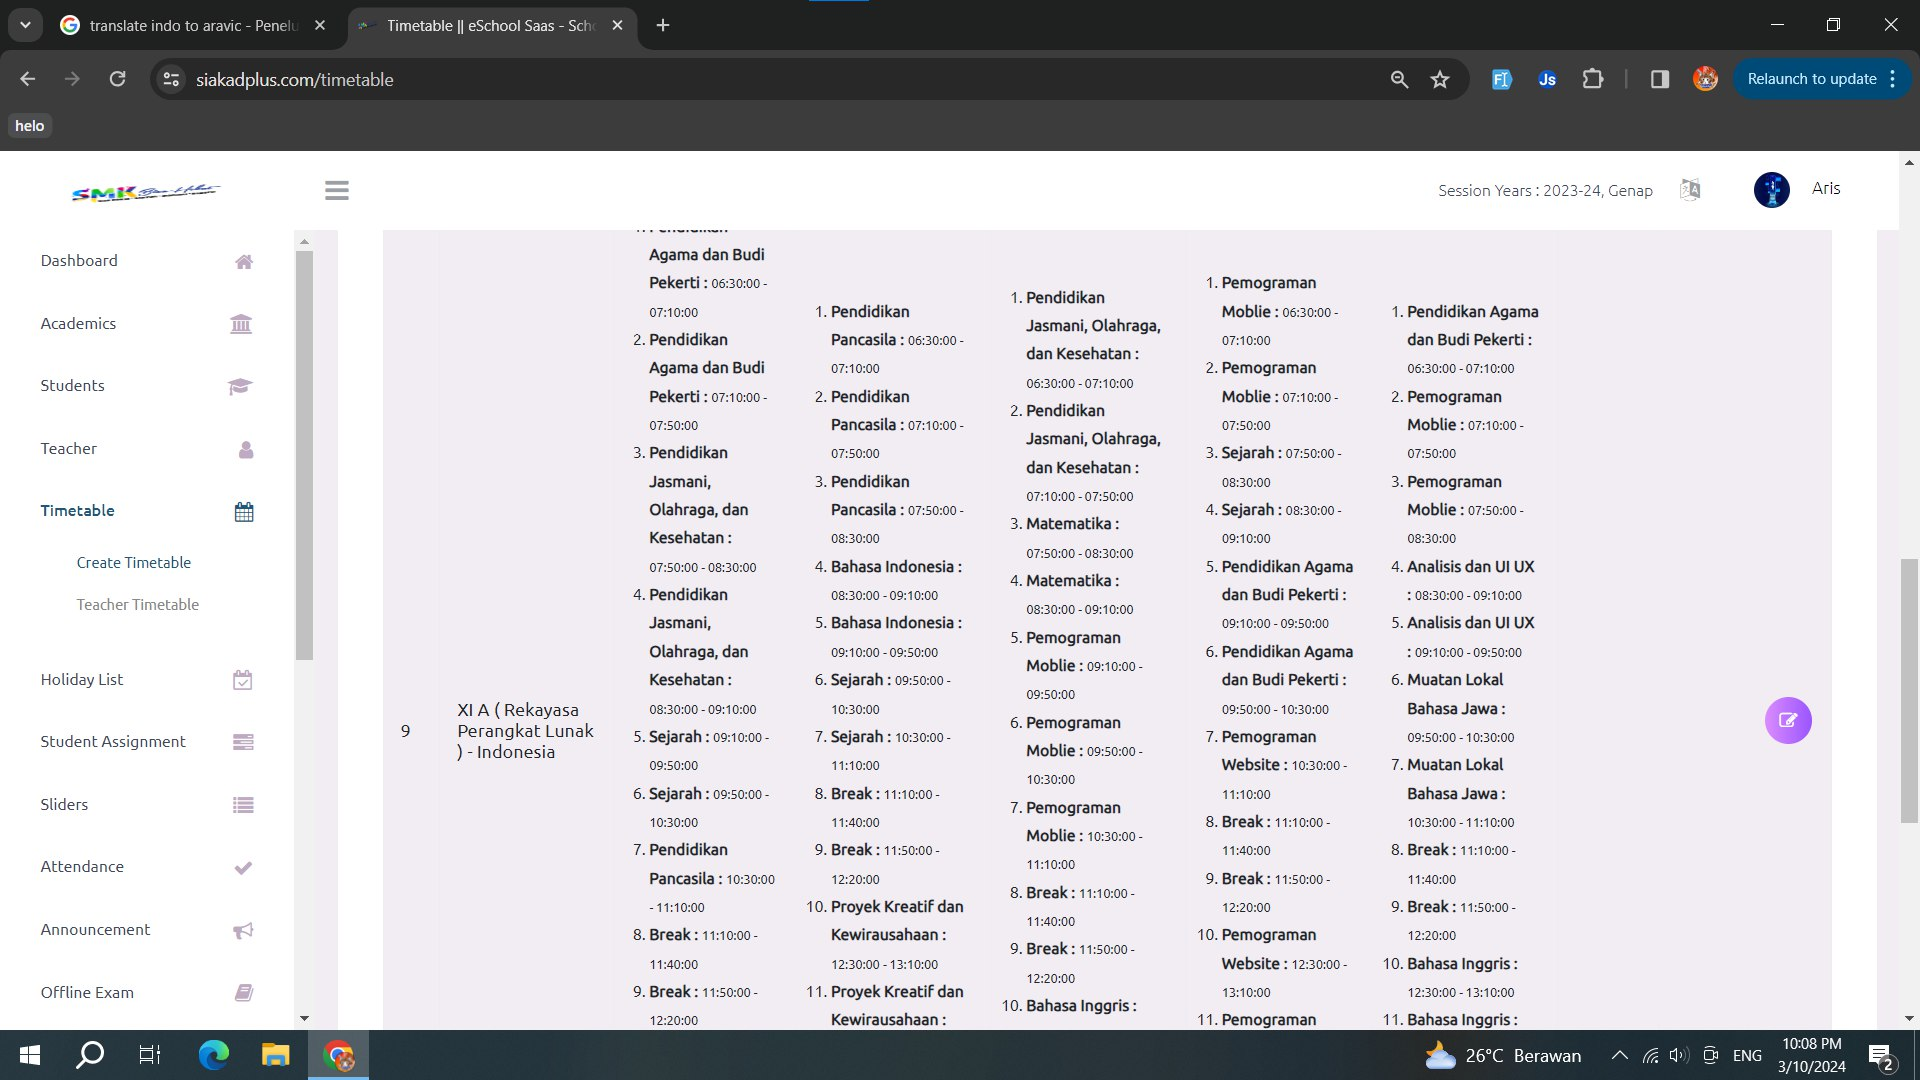 translate indo to aravic - Penelu
Timetable || eSchool Saas - Scho
siakadplus.com/timetable
Relaunch to update
helo
SMK
Session Years : 2023-24, Genap
Aris
Dashboard
Academics
Students
Teacher
Timetable
Create Timetable
Teacher Timetable
Holiday List
Student Assignment
Sliders
Attendance
Announcement
Offline Exam
9
XI A ( Rekayasa
Perangkat Lunak
) - Indonesia
1. Pendidikan
Agama dan Budi
Pekerti : 06:30:00 -
07:10:00
2. Pendidikan
Agama dan Budi
Pekerti : 07:10:00 -
07:50:00
3. Pendidikan
Jasmani,
Olahraga, dan
Kesehatan :
07:50:00 - 08:30:00
4. Pendidikan
Jasmani,
Olahraga, dan
Kesehatan :
08:30:00 - 09:10:00
5. Sejarah : 09:10:00 -
09:50:00
6. Sejarah : 09:50:00 -
10:30:00
7. Pendidikan
Pancasila : 10:30:00
- 11:10:00
8. Break : 11:10:00 -
11:40:00
9. Break : 11:50:00 -
12:20:00
1. Pendidikan
Pancasila : 06:30:00 -
07:10:00
2. Pendidikan
Pancasila : 07:10:00 -
07:50:00
3. Pendidikan
Pancasila : 07:50:00 -
08:30:00
4. Bahasa Indonesia :
08:30:00 - 09:10:00
5. Bahasa Indonesia :
09:10:00 - 09:50:00
6. Sejarah : 09:50:00 -
10:30:00
7. Sejarah : 10:30:00 -
11:10:00
8. Break : 11:10:00 -
11:40:00
9. Break : 11:50:00 -
12:20:00
10. Proyek Kreatif dan
Kewirausahaan :
12:30:00 - 13:10:00
11. Proyek Kreatif dan
Kewirausahaan :
1. Pendidikan
Jasmani, Olahraga,
dan Kesehatan :
06:30:00 - 07:10:00
2. Pendidikan
Jasmani, Olahraga,
dan Kesehatan :
07:10:00 - 07:50:00
3. Matematika :
07:50:00 - 08:30:00
4. Matematika :
08:30:00 - 09:10:00
5. Pemograman
Moblie : 09:10:00 -
09:50:00
6. Pemograman
Moblie : 09:50:00 -
10:30:00
7. Pemograman
Moblie : 10:30:00 -
11:10:00
8. Break : 11:10:00 -
11:40:00
9. Break : 11:50:00 -
12:20:00
10. Bahasa Inggris :
1. Pemograman
Moblie : 06:30:00 -
07:10:00
2. Pemograman
Moblie : 07:10:00 -
07:50:00
3. Sejarah : 07:50:00 -
08:30:00
4. Sejarah : 08:30:00 -
09:10:00
5. Pendidikan Agama
dan Budi Pekerti :
09:10:00 - 09:50:00
6. Pendidikan Agama
dan Budi Pekerti :
09:50:00 - 10:30:00
7. Pemograman
Website : 10:30:00 -
11:10:00
8. Break : 11:10:00 -
11:40:00
9. Break : 11:50:00 -
12:20:00
10. Pemograman
Website : 12:30:00 -
13:10:00
11. Pemograman
1. Pendidikan Agama
dan Budi Pekerti :
06:30:00 - 07:10:00
2. Pemograman
Moblie : 07:10:00 -
07:50:00
3. Pemograman
Moblie : 07:50:00 -
08:30:00
4. Analisis dan UI UX
: 08:30:00 - 09:10:00
5. Analisis dan UI UX
: 09:10:00 - 09:50:00
6. Muatan Lokal
Bahasa Jawa :
09:50:00 - 10:30:00
7. Muatan Lokal
Bahasa Jawa :
10:30:00 - 11:10:00
8. Break : 11:10:00 -
11:40:00
9. Break : 11:50:00 -
12:20:00
10. Bahasa Inggris :
12:30:00 - 13:10:00
11. Bahasa Inggris :
26°C Berawan
ENG
10:08 PM
3/10/2024
2